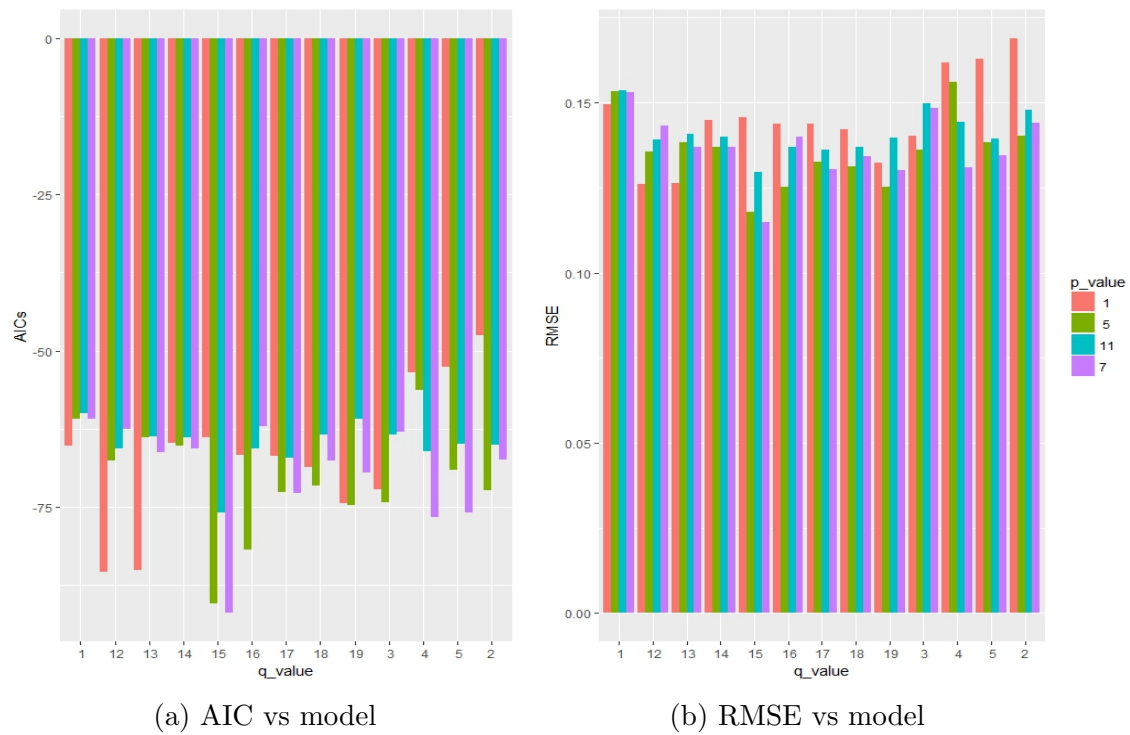 0
-25
-50
-75
AICs
1 12 13 14 15 16 17 18 19 3 4 5 2
q_value
0.15
0.10
0.05
0.00
RMSE
1 12 13 14 15 16 17 18 19 3 4 5 2
q_value
p_value
1
5
11
7
(a) AIC vs model
(b) RMSE vs model